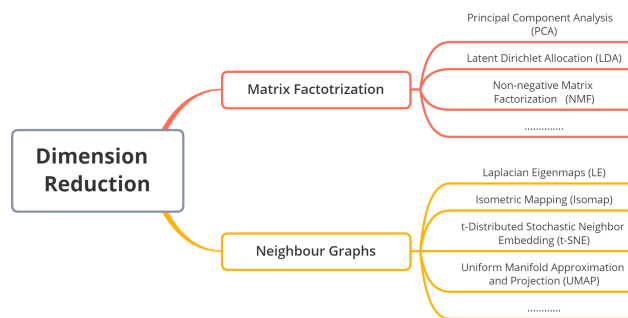 Principal Component Analysis
(PCA)
Latent Dirichlet Allocation (LDA)
Matrix Factotrization
Non-negative Matrix
Factorization (NMF)
..............
Dimension
Reduction
Laplacian Eigenmaps (LE)
Isometric Mapping (Isomap)
t-Distributed Stochastic Neighbor
Embedding (t-SNE)
Neighbour Graphs
Uniform Manifold Approximation
and Projection (UMAP)
............